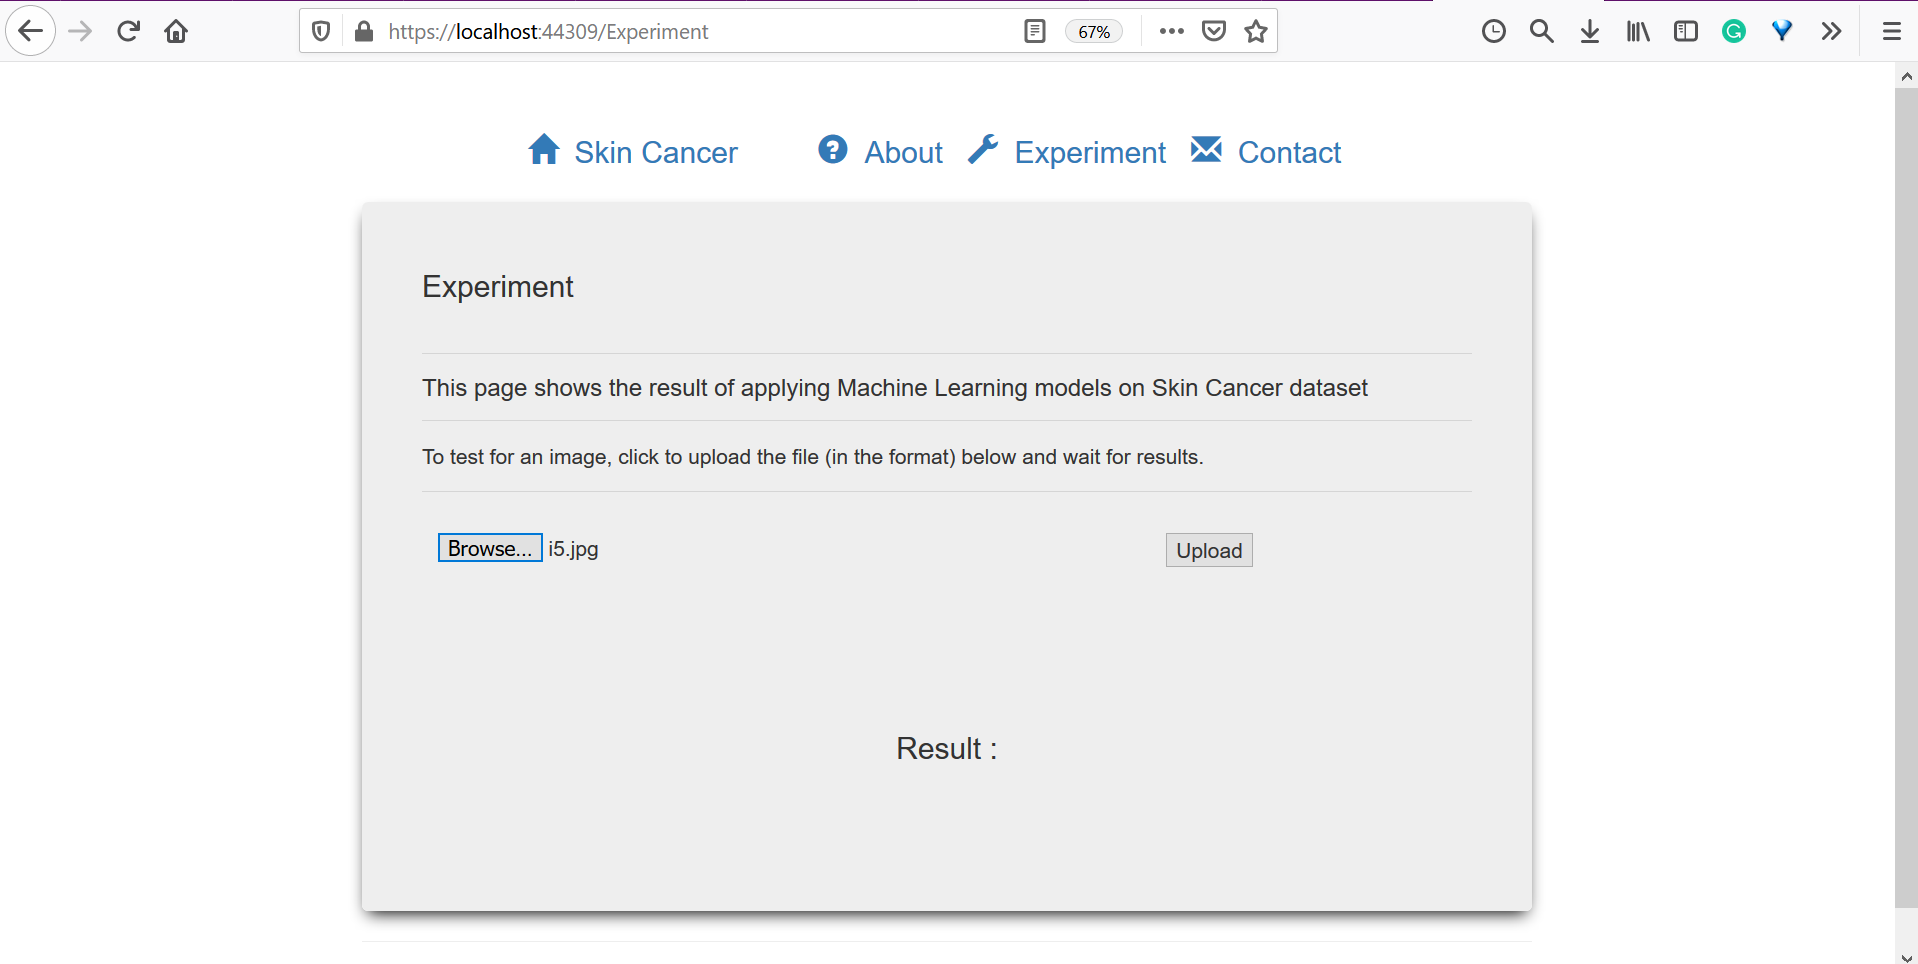 https://localhost:44309/Experiment 67%
Skin Cancer About Experiment Contact
Experiment
This page shows the result of applying Machine Learning models on Skin Cancer dataset
To test for an image, click to upload the file (in the format) below and wait for results.
Browse... i5.jpg Upload
Result :